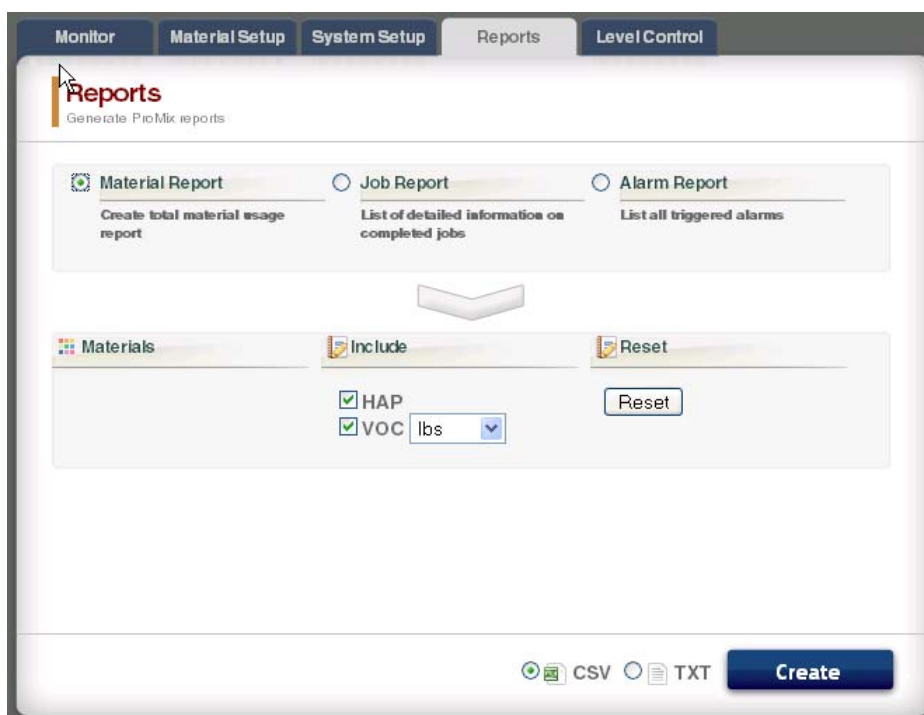 Monitor Material Setup System Setup Reports Level Control
Reports
Generate ProMix reports
Material Report Job Report Alarm Report
Create total material usage report
List of detailed information on completed jobs
List all triggered alarms
Materials Include Reset
HAP Reset
VOC lbs
CSV TXT Create